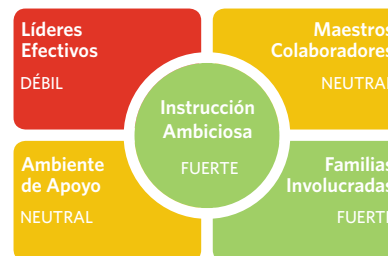 Líderes
Efectivos
DÉBIL
Maestros
Colaboradores
NEUTRAL
Instrucción
Ambiciosa
FUERTE
Ambiente
de Apoyo
NEUTRAL
Familias
Involucradas
FUERTE